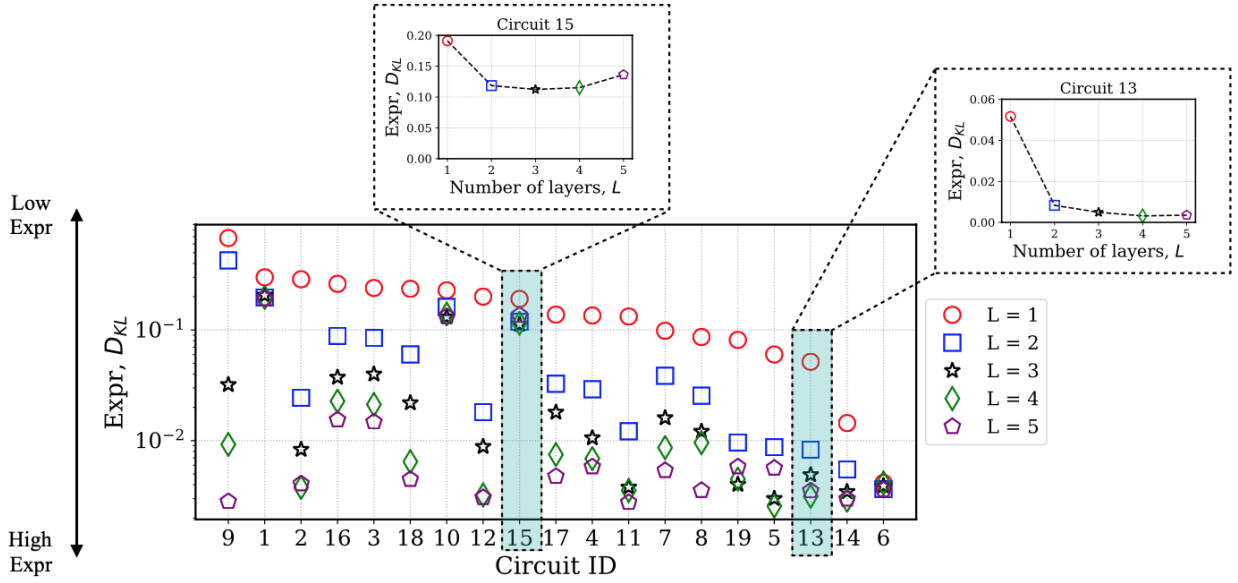 Circuit 15
Expr, D_KL
0.20
0.15
0.10
0.05
0.00
1 2 3 4 5
Number of layers, L
Circuit 13
Expr, D_KL
0.06
0.04
0.02
0.00
1 2 3 4 5
Number of layers, L
Low
Expr
High
Expr
Expr, D_KL
10⁻¹
10⁻²
9 1 2 16 3 18 10 12 15 17 4 11 7 8 19 5 13 14 6
Circuit ID
L = 1
L = 2
L = 3
L = 4
L = 5